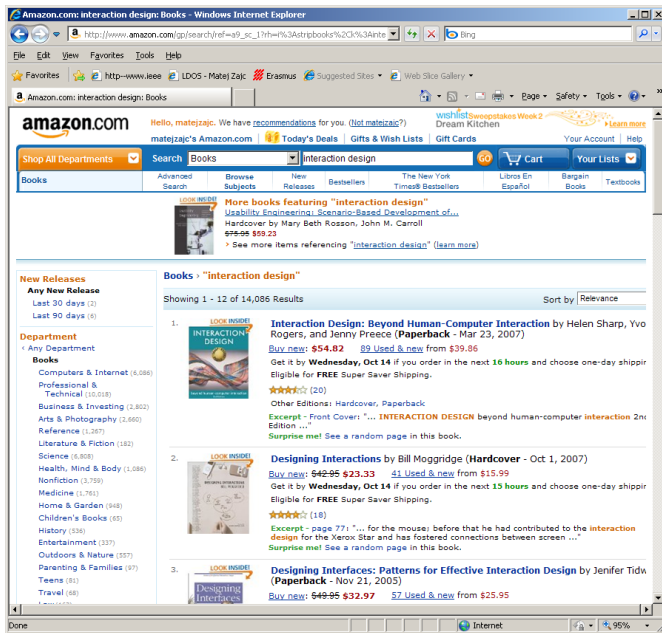 Amazon.com: interaction design: Books - Windows Internet Explorer
http://www.amazon.com/gp/search/ref=a9_sc_1?rh=i%3Astripbooks%2Ck%3Ainte
Bing
File Edit View Favorites Tools Help
Favorites http--www.ieee LDOS - Matej Zajc Erasmus Suggested Sites Web Slice Gallery
Amazon.com: interaction design: Books
Page Safety Tools
amazon.com
Hello, matejzajc. We have recommendations for you. (Not matejzajc?)
wishlist Sweepstakes Week 2
Dream Kitchen
Learn more
matejzajc's Amazon.com Today's Deals Gifts & Wish Lists Gift Cards Your Account Help
Shop All Departments Search Books interaction design GO Cart Your Lists
Books Advanced Search Browse Subjects New Releases Bestsellers The New York Times® Bestsellers Libros En Español Bargain Books Textbooks
LOOK INSIDE!
More books featuring "interaction design"
Usability Engineering: Scenario-Based Development of...
Hardcover by Mary Beth Rosson, John M. Carroll
$75.95 $59.23
› See more items referencing "interaction design" (learn more)
New Releases
Any New Release
Last 30 days (2)
Last 90 days (6)
Department
‹ Any Department
Books
Computers & Internet (6,086)
Professional &
Technical (10,018)
Business & Investing (2,802)
Arts & Photography (2,660)
Reference (1,267)
Literature & Fiction (182)
Science (6,808)
Health, Mind & Body (1,086)
Nonfiction (3,759)
Medicine (1,761)
Home & Garden (948)
Children's Books (65)
History (536)
Entertainment (337)
Outdoors & Nature (557)
Parenting & Families (97)
Teens (81)
Travel (68)
Books › "interaction design"
Showing 1 - 12 of 14,086 Results Sort by Relevance
1.
LOOK INSIDE!
INTERACTION
DESIGN
Interaction Design: Beyond Human-Computer Interaction by Helen Sharp, Yvo
Rogers, and Jenny Preece (Paperback - Mar 23, 2007)
Buy new: $54.82 89 Used & new from $39.86
Get it by Wednesday, Oct 14 if you order in the next 16 hours and choose one-day shippin
Eligible for FREE Super Saver Shipping.
(20)
Other Editions: Hardcover, Paperback
Excerpt - Front Cover: "... INTERACTION DESIGN beyond human-computer interaction 2nd
Edition ..."
Surprise me! See a random page in this book.
2.
LOOK INSIDE!
Designing Interactions by Bill Moggridge (Hardcover - Oct 1, 2007)
Buy new: $42.95 $23.33 41 Used & new from $15.99
Get it by Wednesday, Oct 14 if you order in the next 15 hours and choose one-day shippin
Eligible for FREE Super Saver Shipping.
(18)
Excerpt - page 77: "... for the mouse; before that he had contributed to the interaction
design for the Xerox Star and has fostered connections between screen ..."
Surprise me! See a random page in this book.
3.
LOOK INSIDE!
Designing
Interfaces
Designing Interfaces: Patterns for Effective Interaction Design by Jenifer Tidw
(Paperback - Nov 21, 2005)
Buy new: $49.95 $32.97 57 Used & new from $25.95
Done Internet 95%